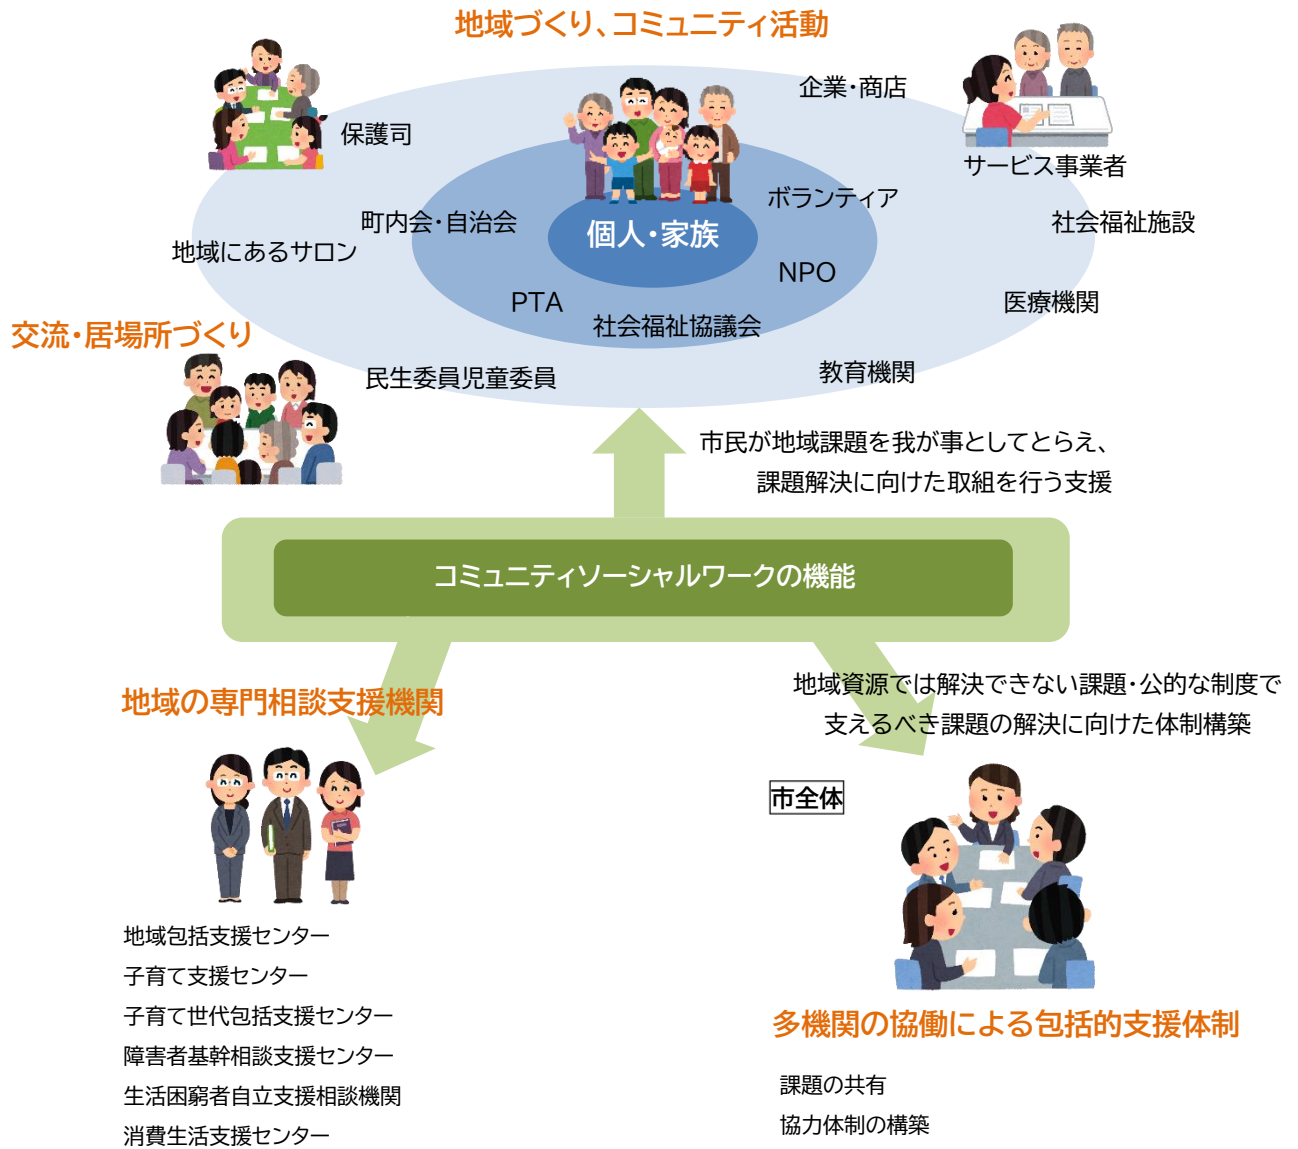 地域づくり、コミュニティ活動
企業・商店
保護司
サービス事業者
ボランティア
町内会・自治会
社会福祉施設
個人・家族
地域にあるサロン
NPO
PTA
医療機関
社会福祉協議会
交流・居場所づくり
民生委員児童委員
教育機関
市民が地域課題を我が事としてとらえ、
課題解決に向けた取組を行う支援
コミュニティソーシャルワークの機能
地域の専門相談支援機関
地域包括支援センター
子育て支援センター
子育て世代包括支援センター
障害者基幹相談支援センター
生活困窮者自立支援相談機関
消費生活支援センター
地域資源では解決できない課題・公的な制度で
支えるべき課題の解決に向けた体制構築
市全体
多機関の協働による包括的支援体制
課題の共有
協力体制の構築